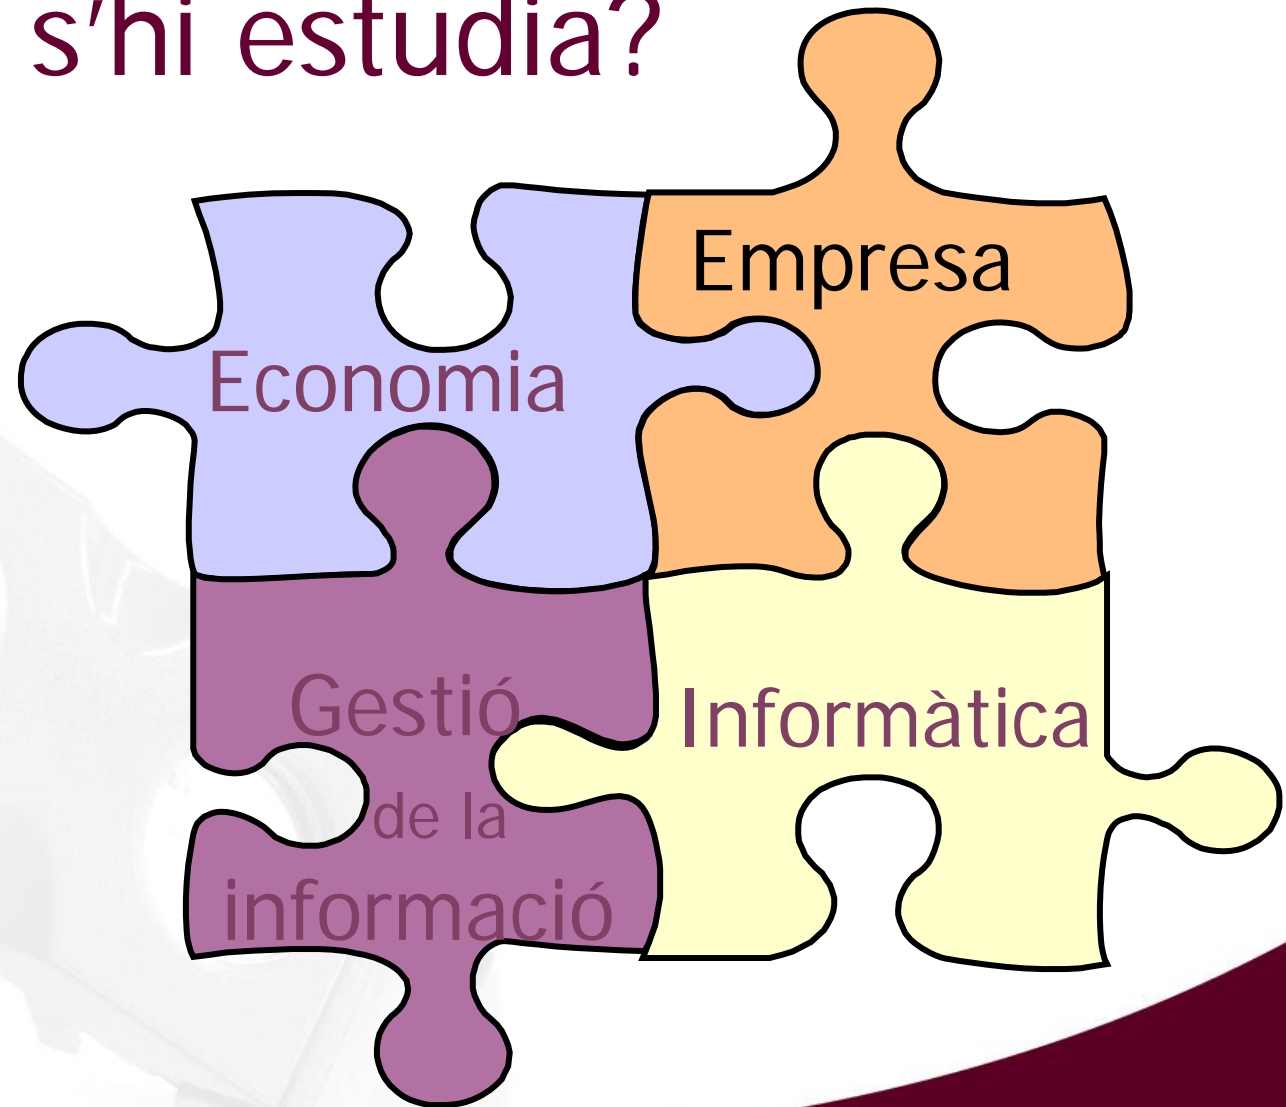 s'hi estudia?
Empresa
Economia
Gestió
de la
informació
Informàtica